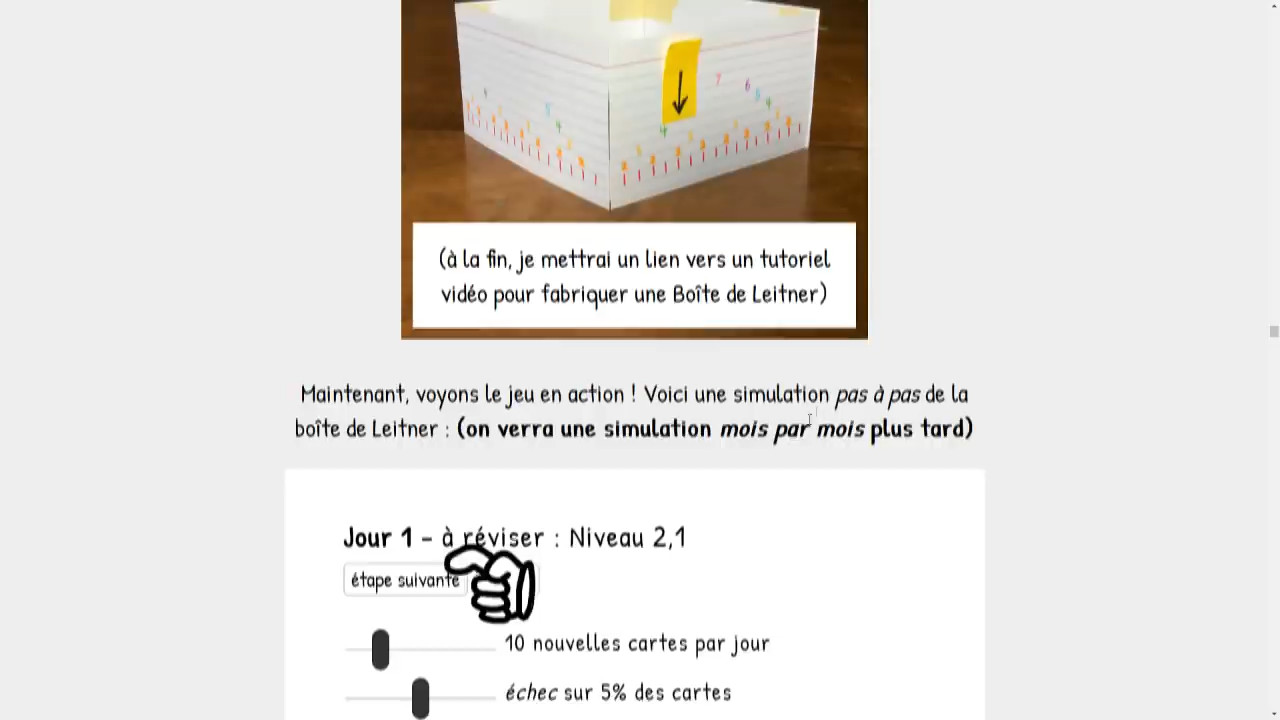 (à la fin, je mettrai un lien vers un tutoriel
vidéo pour fabriquer une Boîte de Leitner)
Maintenant, voyons le jeu en action ! Voici une simulation pas à pas de la
boîte de Leitner : (on verra une simulation mois par mois plus tard)
Jour 1 - à réviser : Niveau 2,1
étape suivante
10 nouvelles cartes par jour
échec sur 5% des cartes